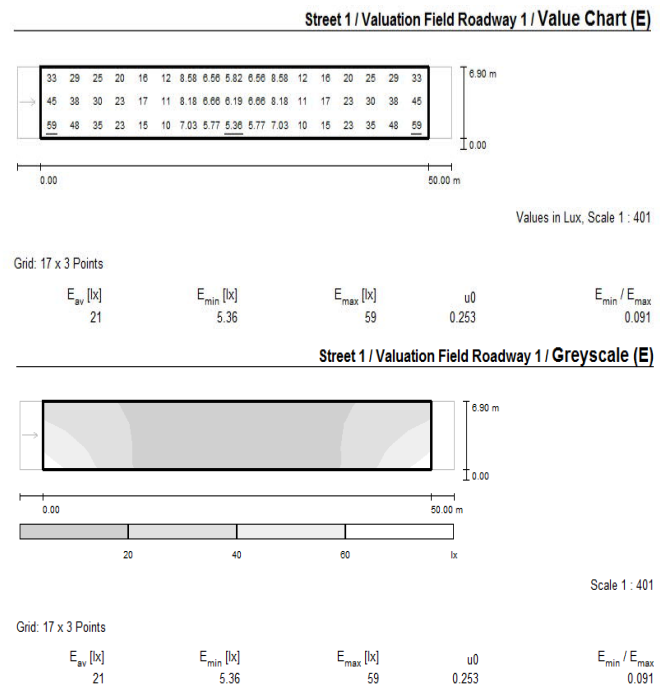 Street 1 / Valuation Field Roadway 1 / Value Chart (E)
33 29 25 20 16 12 8.58 6.56 5.82 6.56 8.58 12 16 20 25 29 33
6.90 m
45 38 30 23 17 11 8.18 6.66 6.19 6.66 8.18 11 17 23 30 38 45
59 48 35 23 15 10 7.03 5.77 5.36 5.77 7.03 10 15 23 35 48 59
0.00
0.00 50.00 m
Values in Lux, Scale 1 : 401
Grid: 17 x 3 Points
Eav [lx] Emin [lx] Emax [lx] u0 Emin / Emax
21 5.36 59 0.253 0.091
Street 1 / Valuation Field Roadway 1 / Greyscale (E)
6.90 m
0.00
0.00 50.00 m
20 40 60 lx
Scale 1 : 401
Grid: 17 x 3 Points
Eav [lx] Emin [lx] Emax [lx] u0 Emin / Emax
21 5.36 59 0.253 0.091